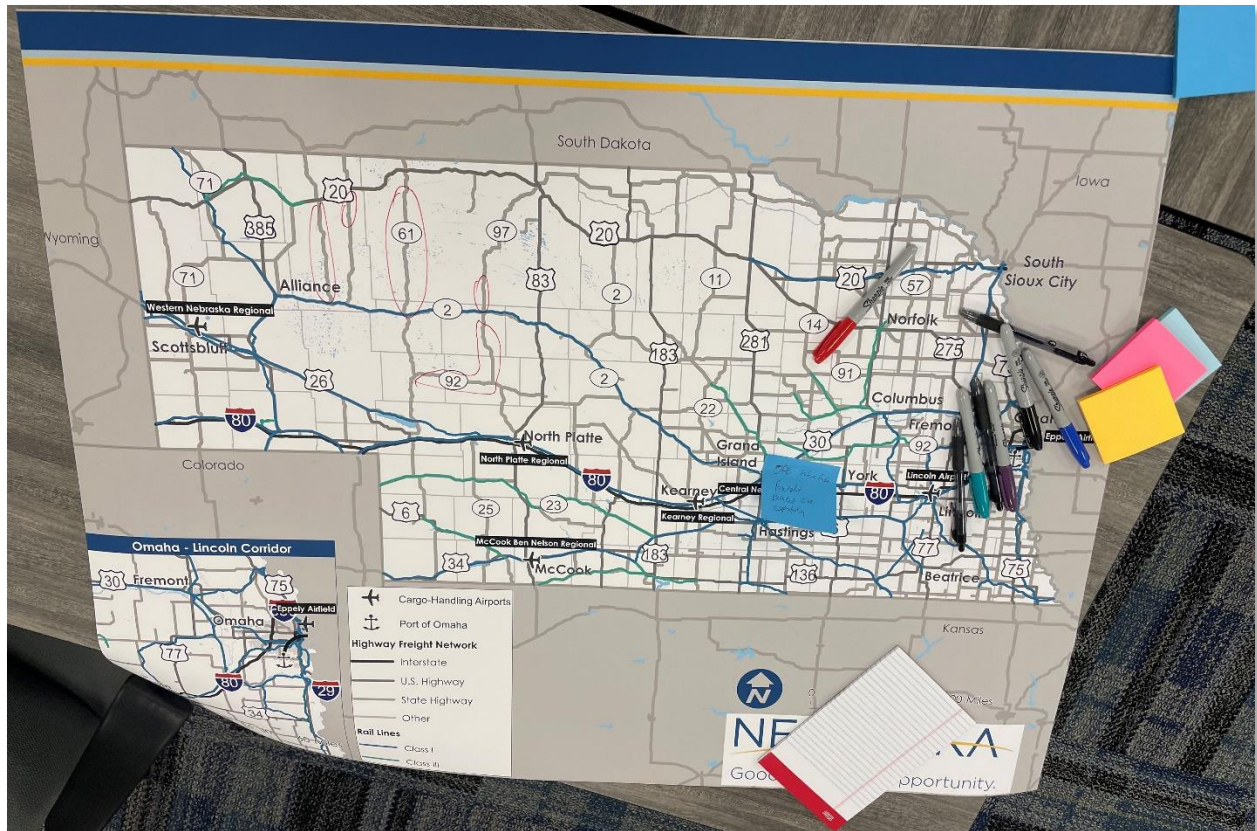 South Dakota
Iowa
Wyoming
71
20
385
61
97
20
83
11
2
71
Alliance
2
20
57
South
Sioux City
Western Nebraska Regional
Scottsbluff
14
Norfolk
281
183
275
26
92
2
91
22
Columbus
80
North Platte
30
92
Grand
Island
North Platte Regional
80
Kearney
York
80
Lincoln
Colorado
Kearney Regional
Hastings
6
25
23
McCook Ben Nelson Regional
34
McCook
183
136
77
Beatrice
75
Kansas
Omaha - Lincoln Corridor
30
Fremont
75
Eppely Airfield
Omaha
77
80
29
34
Cargo-Handling Airports
Port of Omaha
Highway Freight Network
Interstate
U.S. Highway
State Highway
Other
Rail Lines
Class I
Class III
N
Miles
NE KA
Goo pportunity.
Sharpie